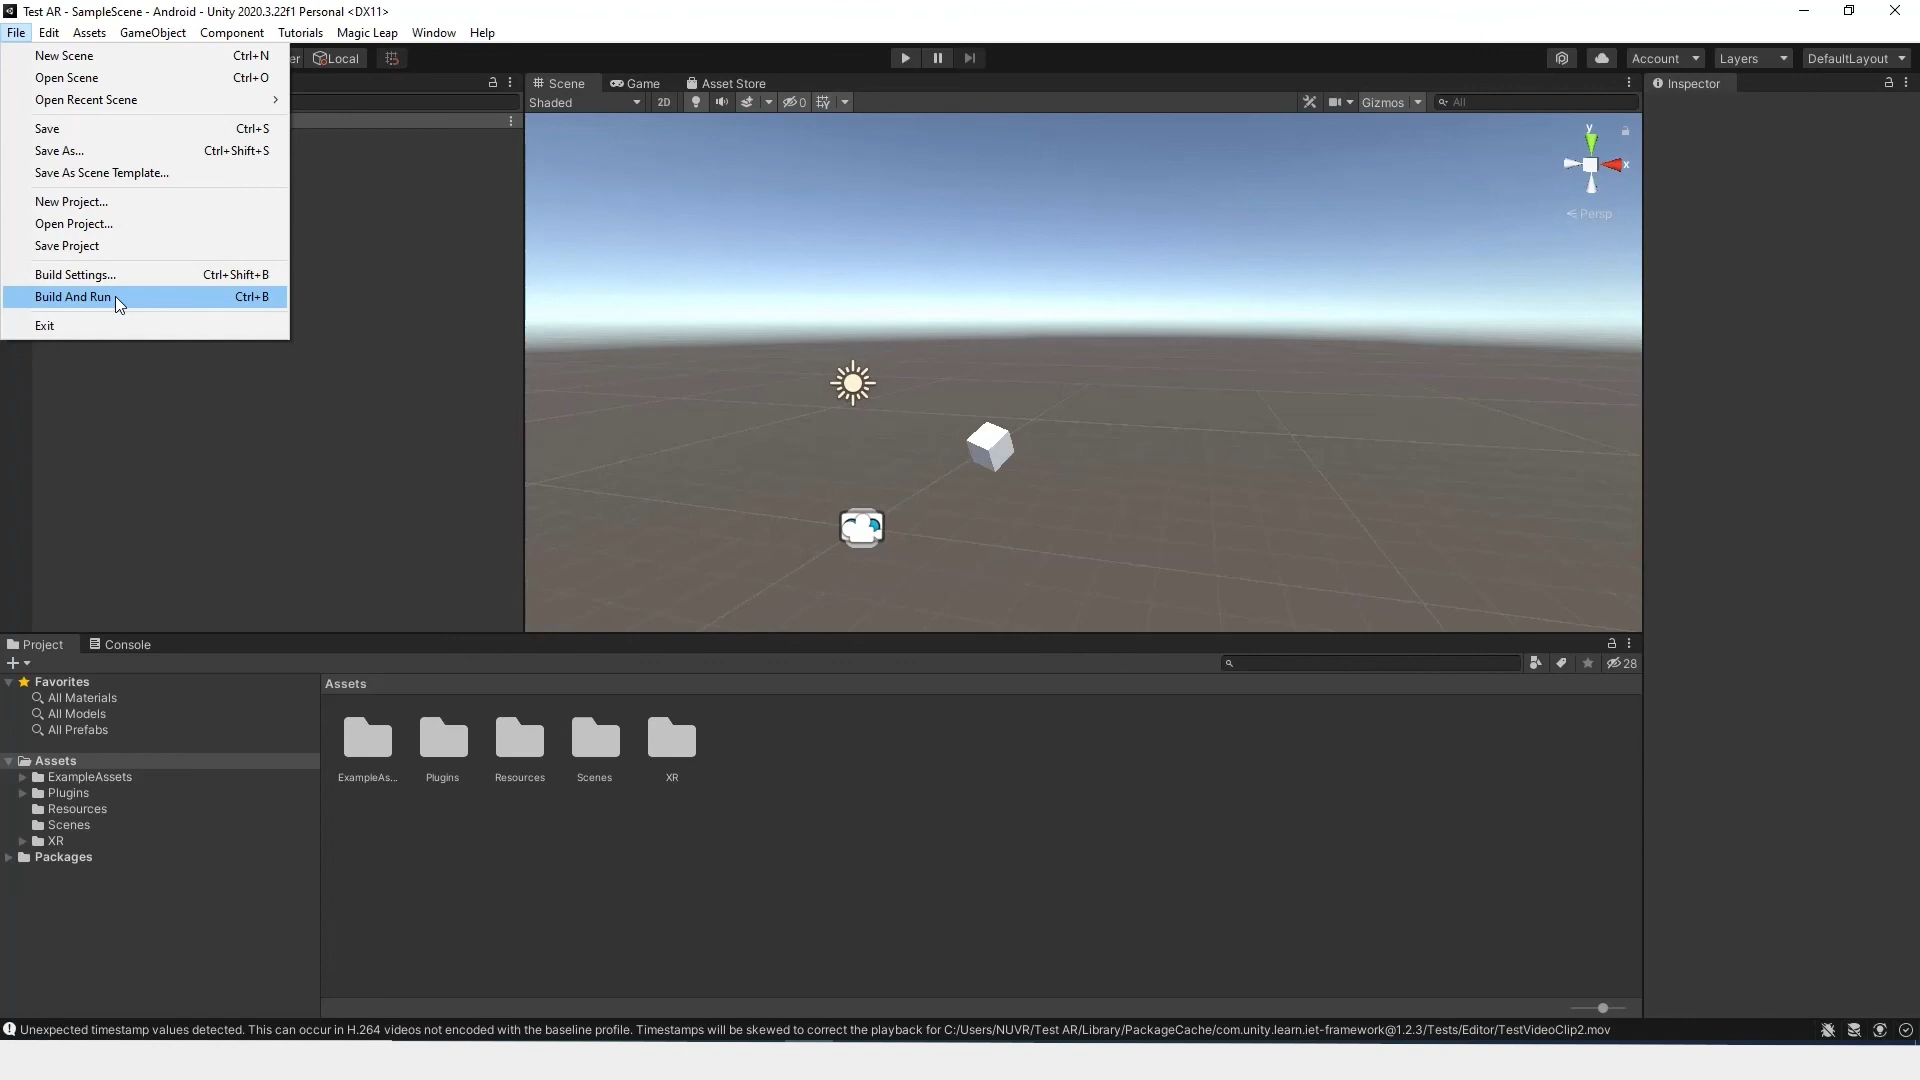 Test AR - SampleScene - Android - Unity 2020.3.22f1 Personal <DX11>
File Edit Assets GameObject Component Tutorials Magic Leap Window Help
New Scene Ctrl+N
Open Scene Ctrl+O
Open Recent Scene
Save Ctrl+S
Save As... Ctrl+Shift+S
Save As Scene Template...
New Project...
Open Project...
Save Project
Build Settings... Ctrl+Shift+B
Build And Run Ctrl+B
Exit
er Local
Account Layers DefaultLayout
Scene Game Asset Store
Inspector
Shaded 2D 0 Gizmos All
y
x
Persp
Project Console
28
Favorites
All Materials
All Models
All Prefabs
Assets
ExampleAssets
Plugins
Resources
Scenes
XR
Packages
Assets
ExampleAs... Plugins Resources Scenes XR
Unexpected timestamp values detected. This can occur in H.264 videos not encoded with the baseline profile. Timestamps will be skewed to correct the playback for C:/Users/NUVR/Test AR/Library/PackageCache/com.unity.learn.iet-framework@1.2.3/Tests/Editor/TestVideoClip2.mov